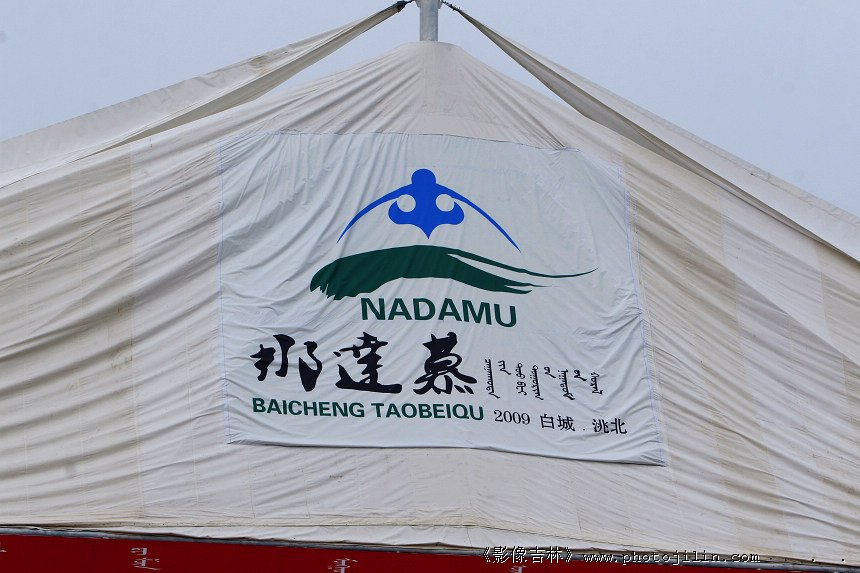 NADAMU
那達慕
BAICHENG TAOBEIQU 2009 白城.洮北
《影像吉林》 www.photojilin.com